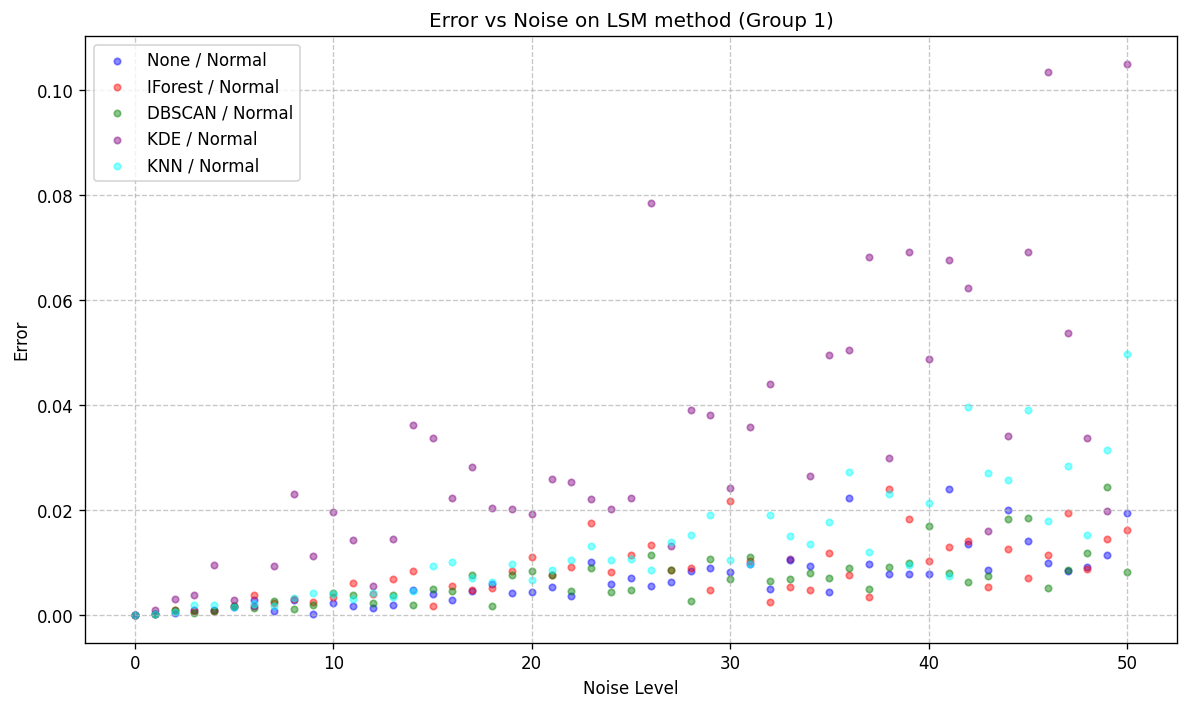 Error vs Noise on LSM method (Group 1)
None / Normal
IForest / Normal
DBSCAN / Normal
KDE / Normal
KNN / Normal
0.10
0.08
0.06
0.04
0.02
0.00
Error
0 10 20 30 40 50
Noise Level